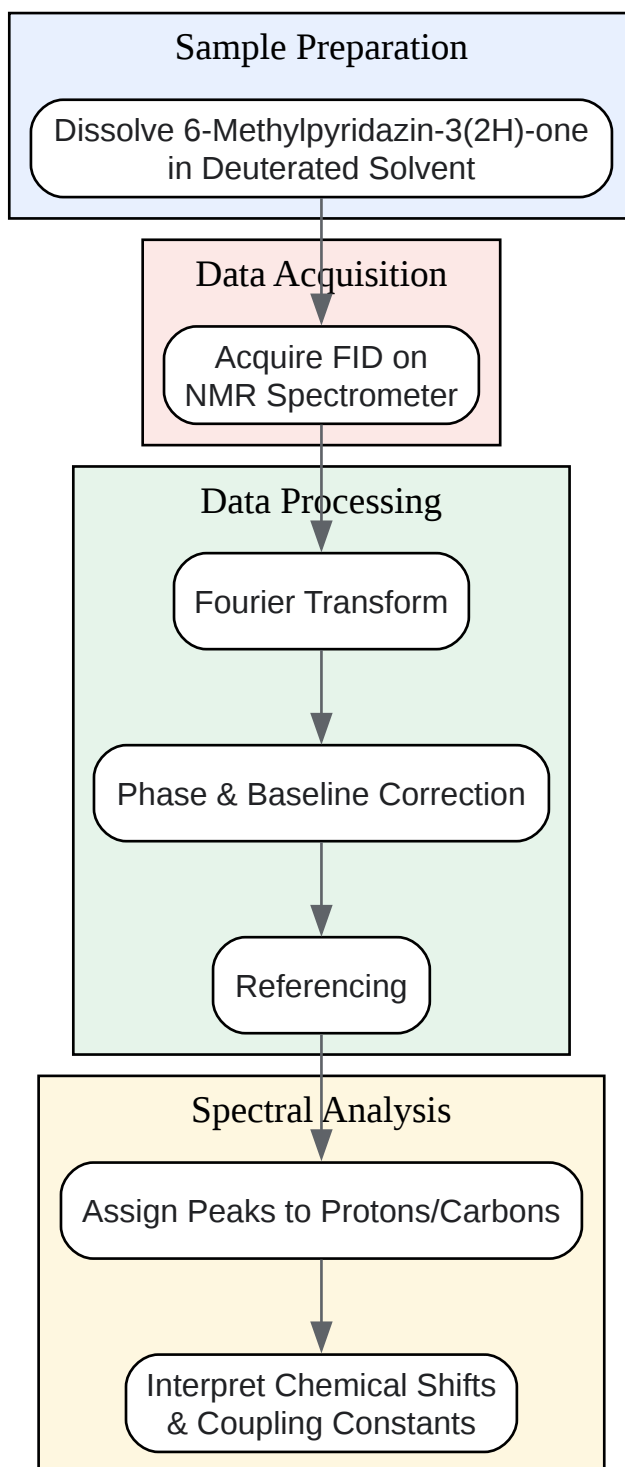 Sample Preparation
Dissolve 6-Methylpyridazin-3(2H)-one
in Deuterated Solvent
Data Acquisition
Acquire FID on
NMR Spectrometer
Data Processing
Fourier Transform
Phase & Baseline Correction
Referencing
Spectral Analysis
Assign Peaks to Protons/Carbons
Interpret Chemical Shifts
& Coupling Constants